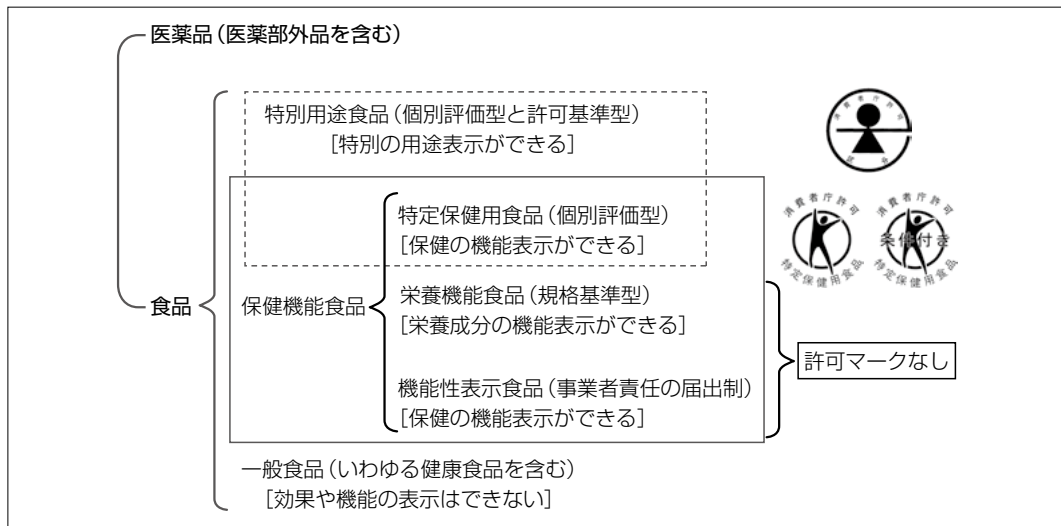 医薬品(医薬部外品を含む)
特別用途食品(個別評価型と許可基準型)
[特別の用途表示ができる]
消費者庁許可
区分
特定保健用食品(個別評価型)
[保健の機能表示ができる]
消費者庁許可
特定保健用食品
消費者庁許可
条件付き
特定保健用食品
食品
保健機能食品
栄養機能食品(規格基準型)
[栄養成分の機能表示ができる]
許可マークなし
機能性表示食品(事業者責任の届出制)
[保健の機能表示ができる]
一般食品(いわゆる健康食品を含む)
[効果や機能の表示はできない]